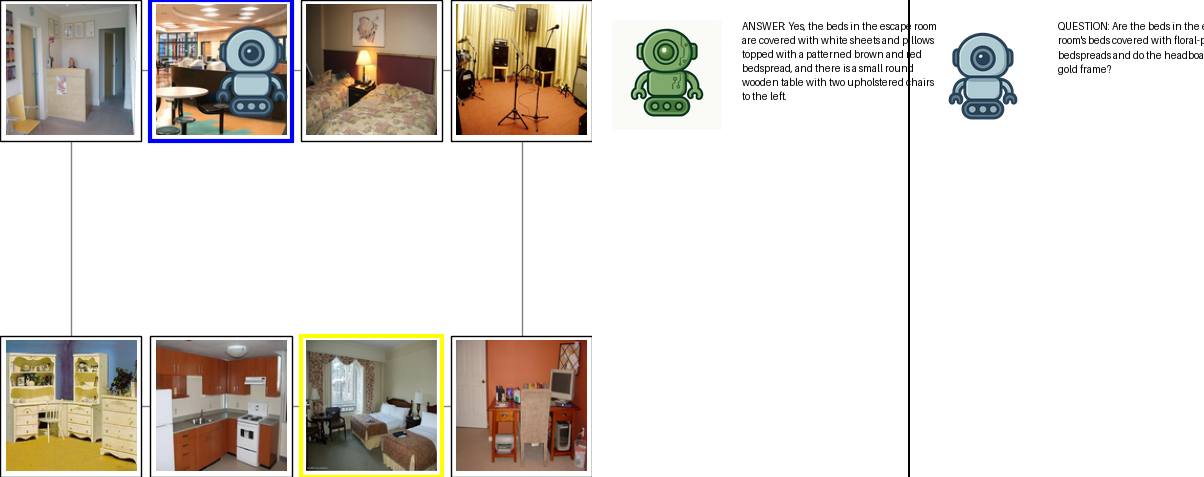 ANSWER: Yes, the beds in the escape room
are covered with white sheets and pillows
topped with a patterned brown and red
bedspread, and there is a small round
wooden table with two upholstered chairs
to the left.
QUESTION: Are the beds in the
room's beds covered with floral-
bedspreads and do the
gold frame?